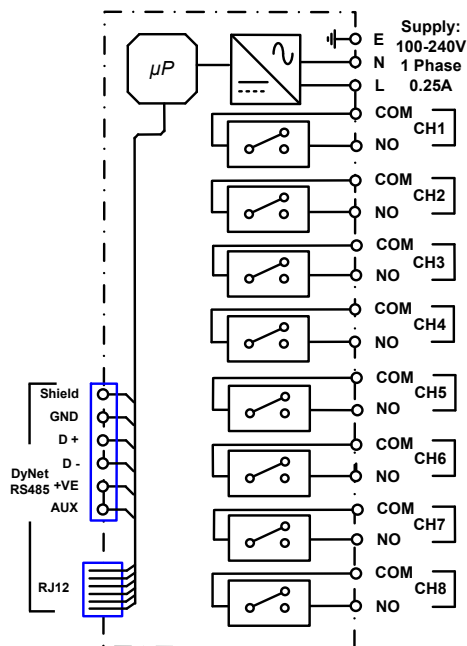 Supply:
100-240V
1 Phase
0.25A
E
N
L
µP
COM
CH1
NO
COM
CH2
NO
COM
CH3
NO
COM
CH4
NO
COM
CH5
NO
COM
CH6
NO
COM
CH7
NO
COM
CH8
NO
Shield
GND
D +
D -
DyNet
RS485
+VE
AUX
RJ12